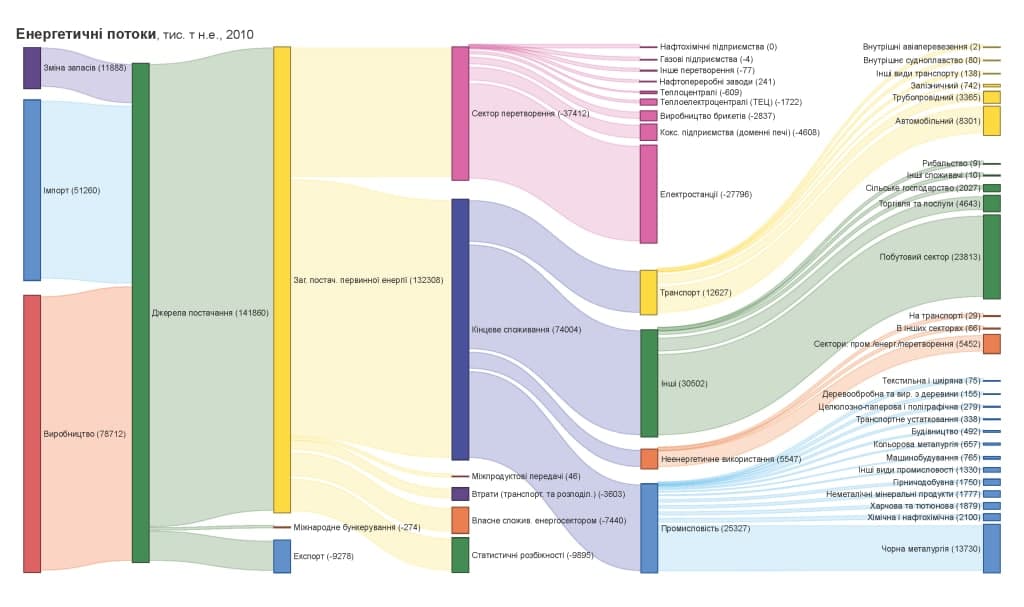 Енергетичні потоки, тис. т н.е., 2010
Зміна запасів (11888)
Імпорт (51260)
Виробництво (78712)
Джерела постачання (141860)
Заг. постач. первинної енергії (132308)
Міжнародне бункерування (-274)
Експорт (-9278)
Сектор перетворення (-37412)
Кінцеве споживання (74004)
Міжпродуктові передачі (46)
Втрати (транспорт. та розподіл.) (-3603)
Власне спожив. енергосектором (-7440)
Статистичні розбіжності (-9895)
Нафтохімічні підприємства (0)
Газові підприємства (-4)
Інше перетворення (-77)
Нафтопереробні заводи (241)
Теплоцентралі (-609)
Теплоелектроцентралі (ТЕЦ) (-1722)
Виробництво брикетів (-2837)
Кокс. підприємства (доменні печі) (-4608)
Електростанції (-27796)
Транспорт (12627)
Інші (30502)
Неенергетичне використання (5547)
Промисловість (25327)
Внутрішні авіаперевезення (2)
Внутрішнє судноплавство (80)
Інші види транспорту (138)
Залізничний (742)
Трубопровідний (3365)
Автомобільний (8301)
Рибальство (9)
Інші споживачі (10)
Сільське господарство (2027)
Торгівля та послуги (4643)
Побутовий сектор (23813)
На транспорті (29)
В інших секторах (66)
Сектори: пром./енерг./перетворення (5452)
Текстильна і шкіряна (75)
Деревообробна та вир. з деревини (155)
Целюлозно-паперова і поліграфічна (279)
Транспортне устатковання (338)
Будівництво (492)
Кольорова металургія (657)
Машинобудування (765)
Інші види промисловості (1330)
Гірничодобувна (1750)
Неметалічні мінеральні продукти (1777)
Харчова та тютюнова (1879)
Хімічна і нафтохімічна (2100)
Чорна металургія (13730)